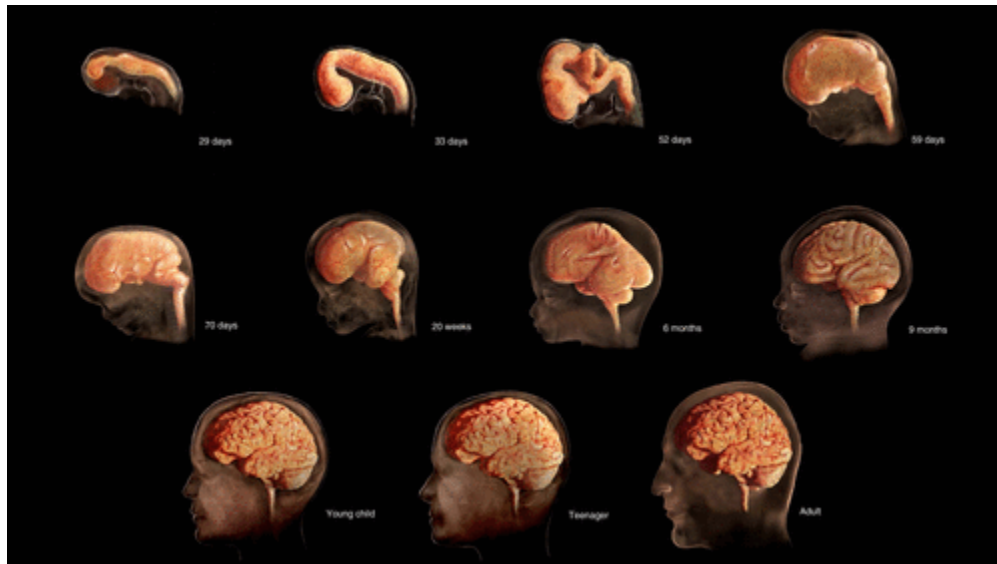 29 days
33 days
52 days
59 days
70 days
20 weeks
6 months
9 months
Young child
Teenager
Adult